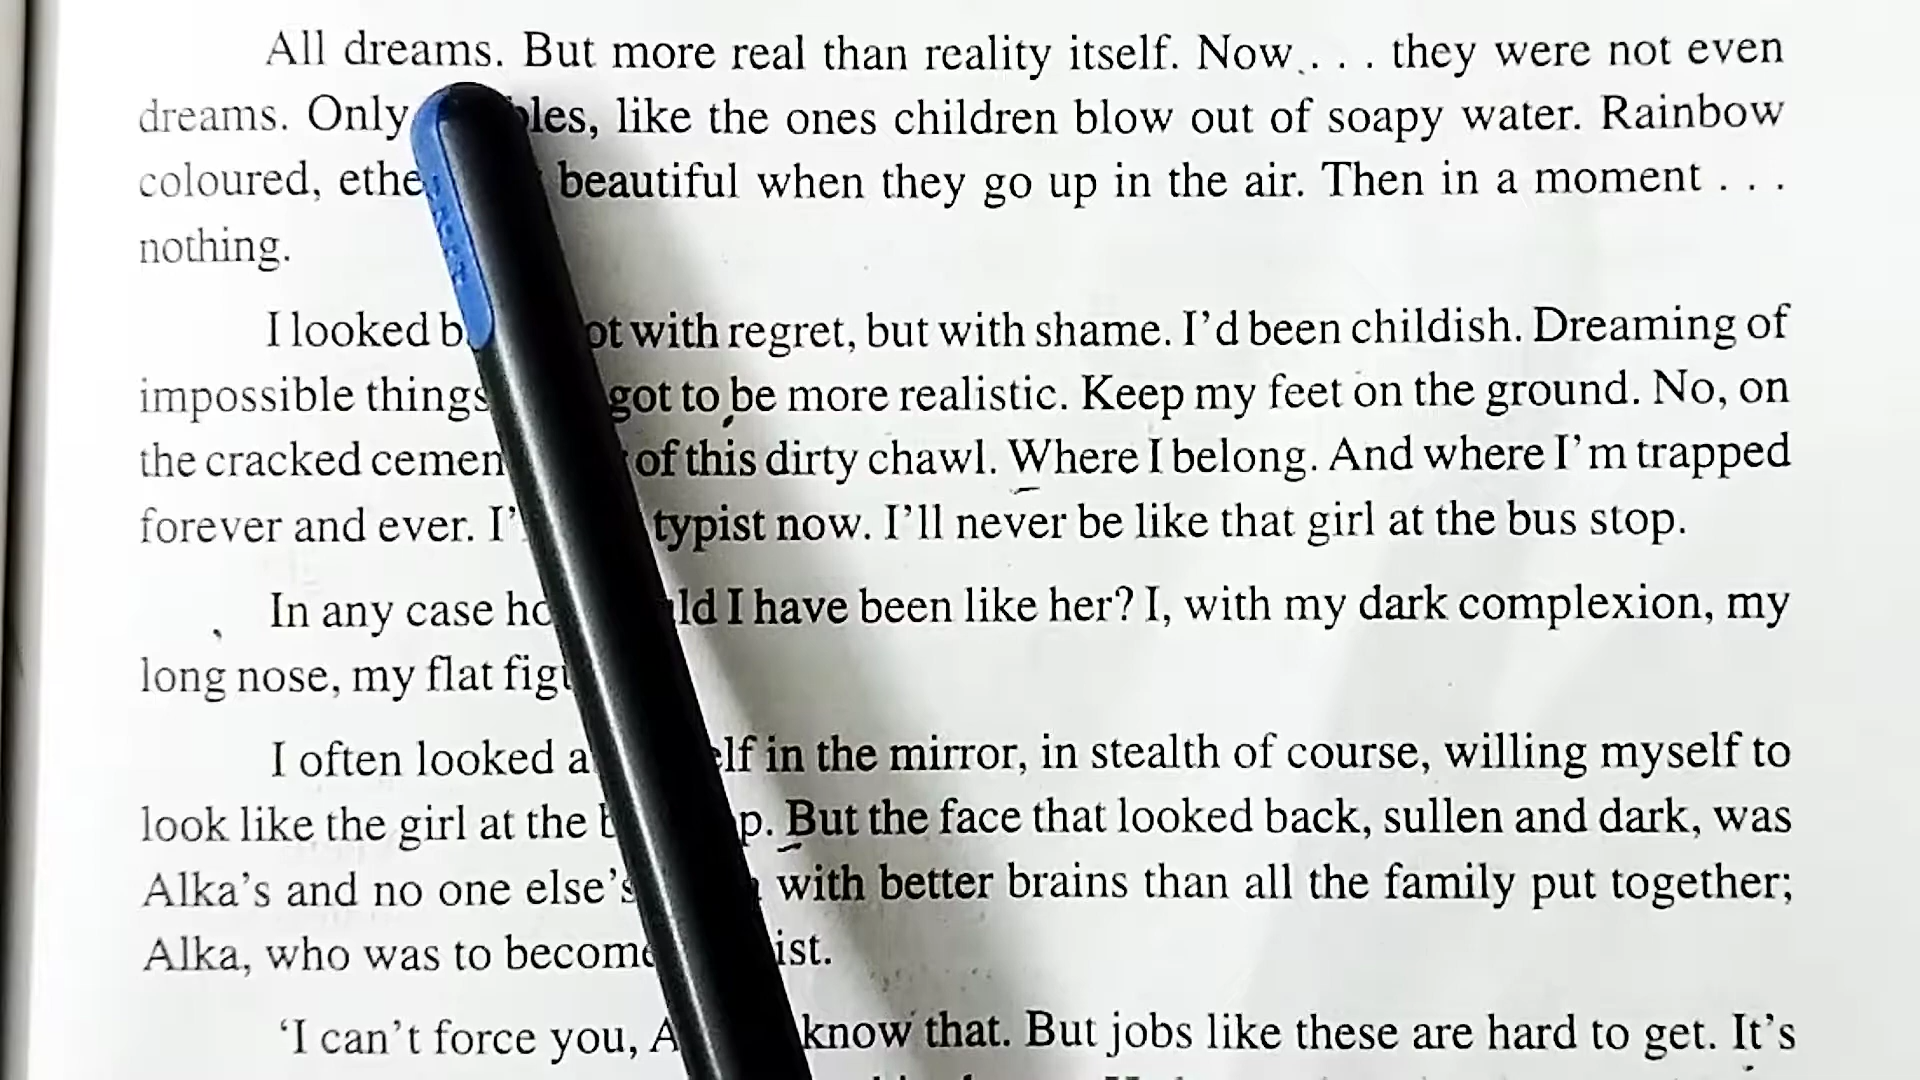 All dreams. But more real than reality itself. Now . . . they were not even
dreams. Only like the ones children blow out of soapy water. Rainbow
coloured, beautiful when they go up in the air. Then in a moment . . .
nothing.
I looked with regret, but with shame. I'd been childish. Dreaming of
impossible things got to be more realistic. Keep my feet on the ground. No, on
the cracked of this dirty chawl. Where I belong. And where I'm trapped
forever and ever. typist now. I'll never be like that girl at the bus stop.
In any case I have been like her? I, with my dark complexion, my
long nose, my flat
I often looked in the mirror, in stealth of course, willing myself to
look like the girl at the But the face that looked back, sullen and dark, was
Alka's and no one else's with better brains than all the family put together;
Alka, who was to
'I can't force you, know that. But jobs like these are hard to get. It's